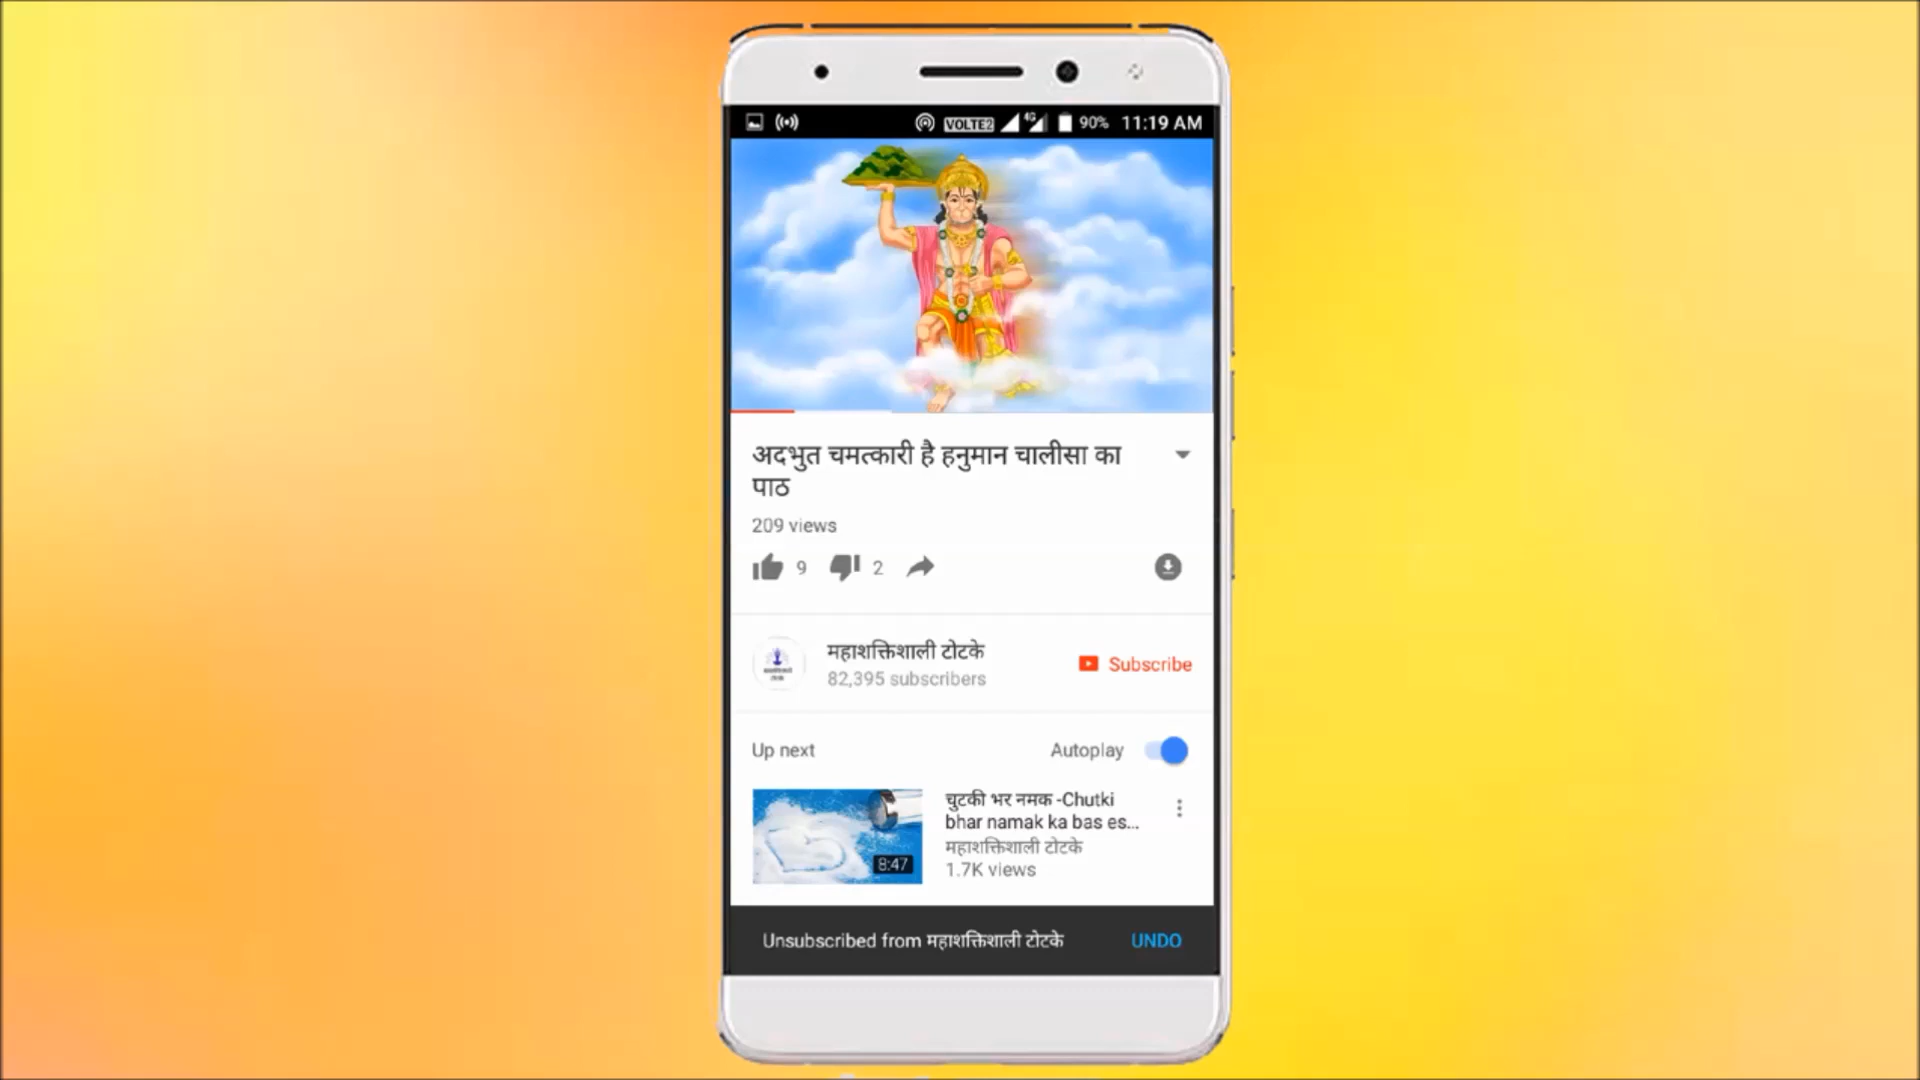 VOLTE2 4G 90% 11:19 AM
अदभुत चमत्कारी है हनुमान चालीसा का
पाठ
209 views
9 2
महाशक्तिशाली टोटके
82,395 subscribers
Subscribe
Up next
Autoplay
8:47
चुटकी भर नमक -Chutki
bhar namak ka bas es...
महाशक्तिशाली टोटके
1.7K views
Unsubscribed from महाशक्तिशाली टोटके
UNDO